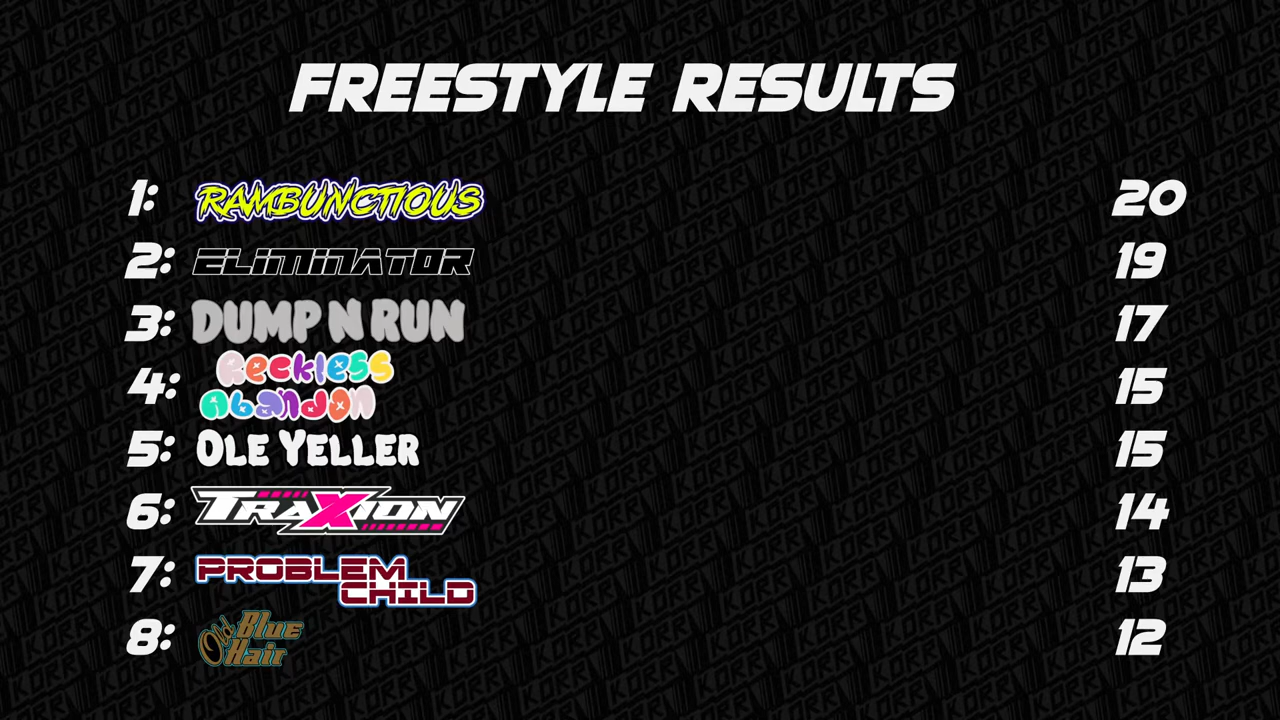 FREESTYLE RESULTS
1: RAMBUNCTIOUS 20
2: ELIMINATOR 19
3: DUMP N RUN 17
4: Reckless Abandon 15
5: OLE YELLER 15
6: TRAXION 14
7: PROBLEM CHILD 13
8: Old Blue Hair 12